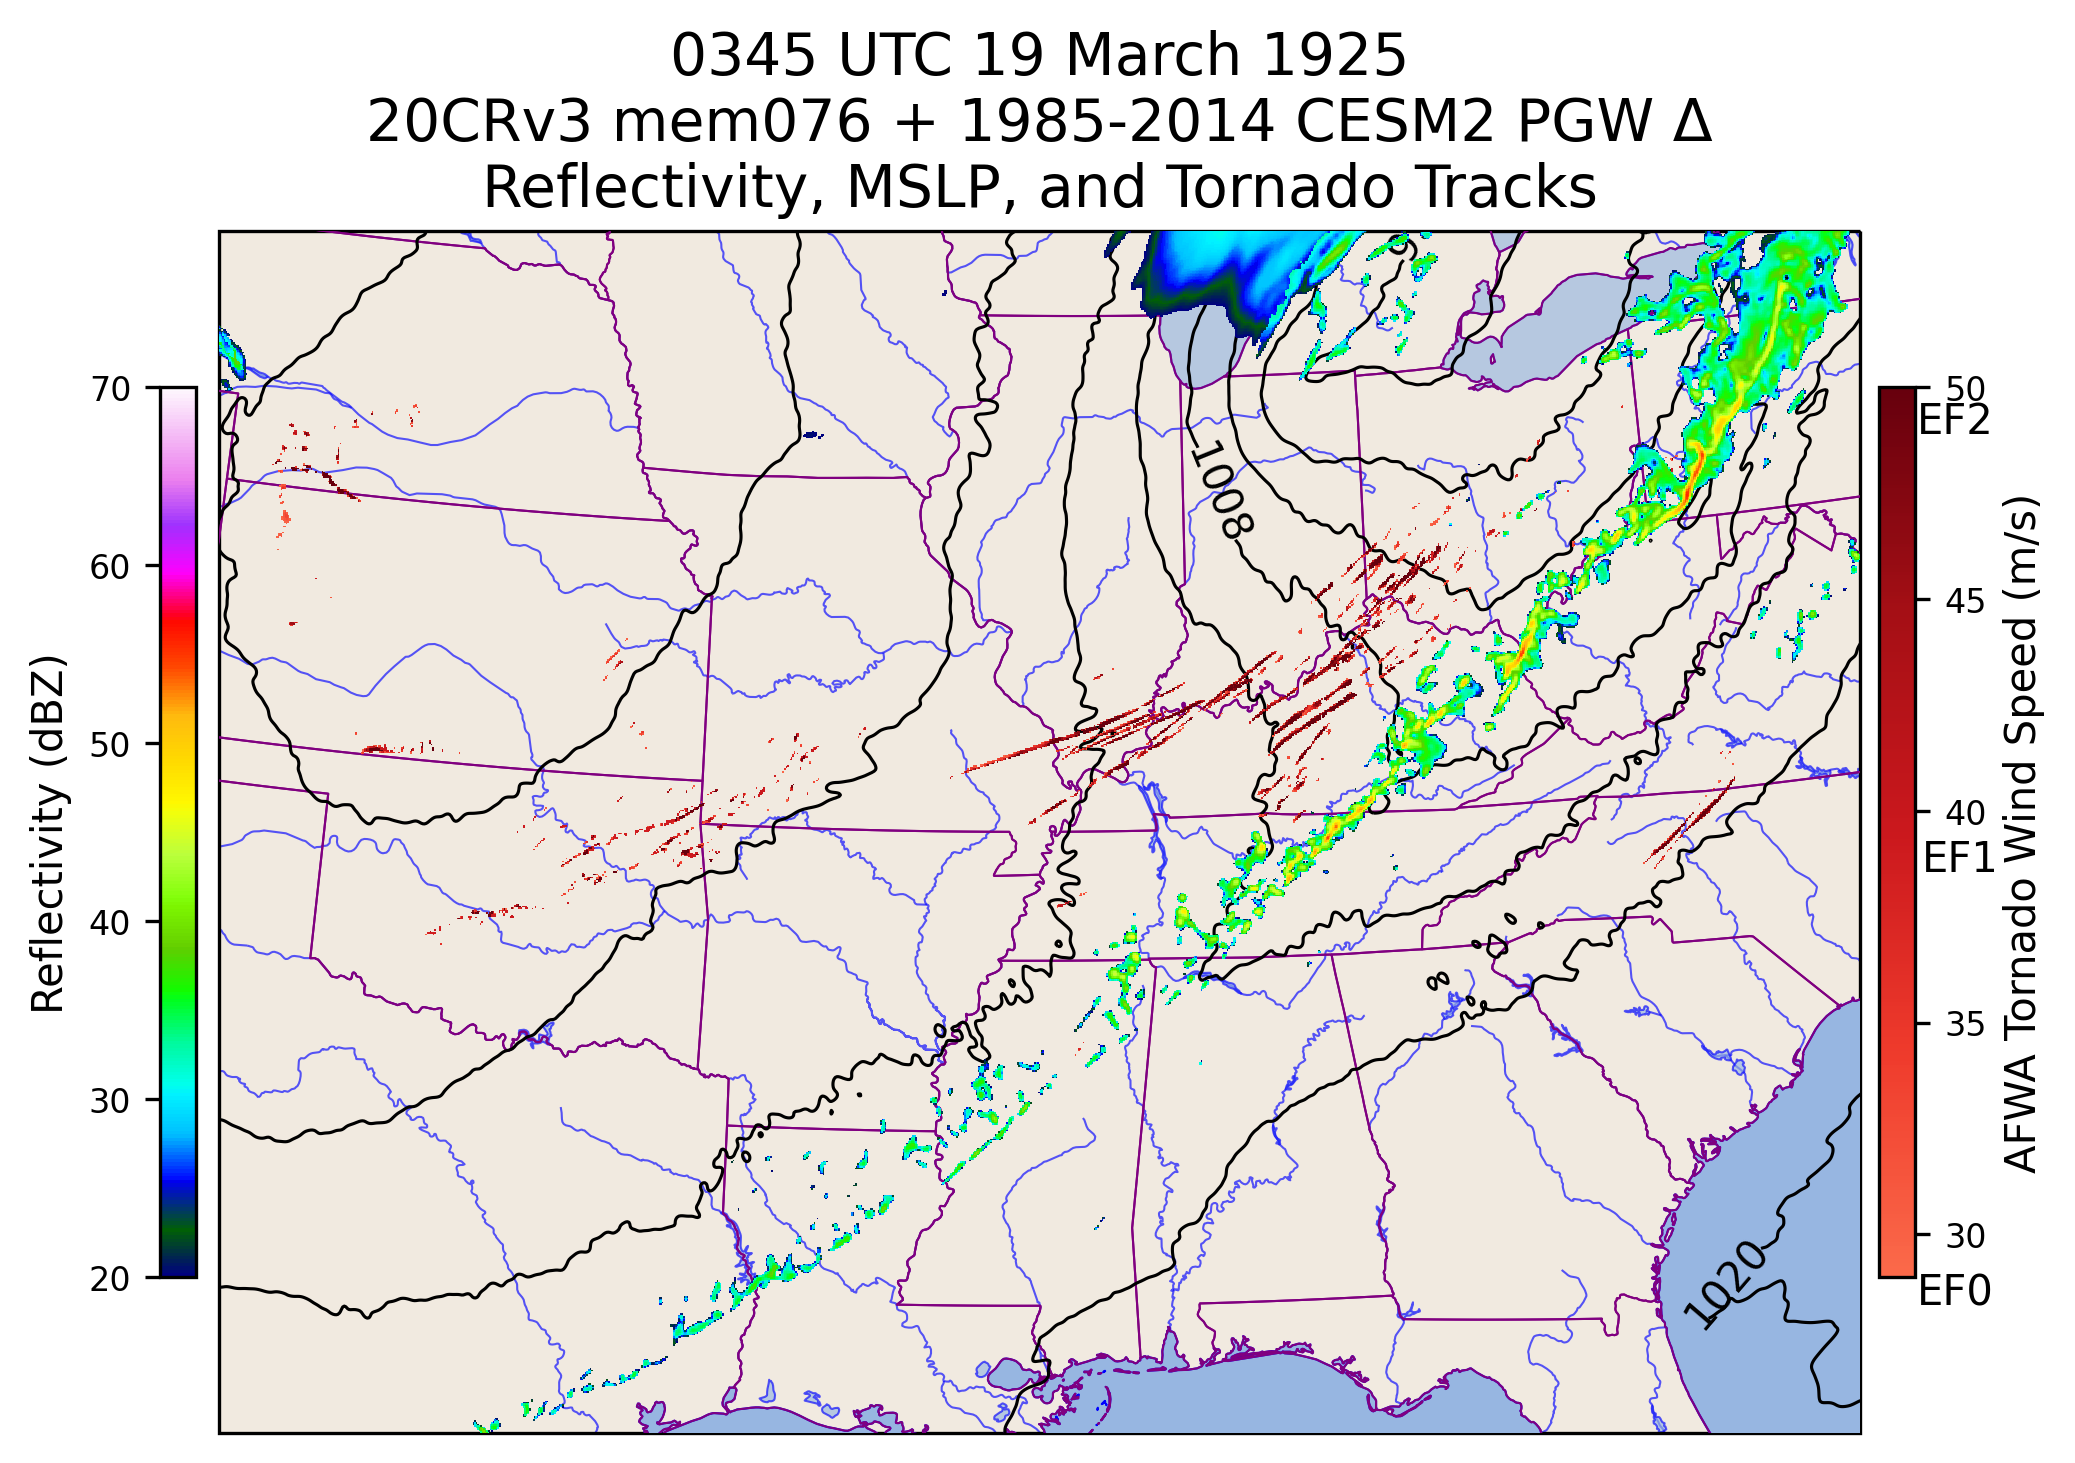 0345 UTC 19 March 1925
20CRv3 mem076 + 1985-2014 CESM2 PGW Δ
Reflectivity, MSLP, and Tornado Tracks
70
60
50
40
30
20
Reflectivity (dBZ)
1008
1020
50
EF2
45
40
EF1
35
30
EF0
AFWA Tornado Wind Speed (m/s)